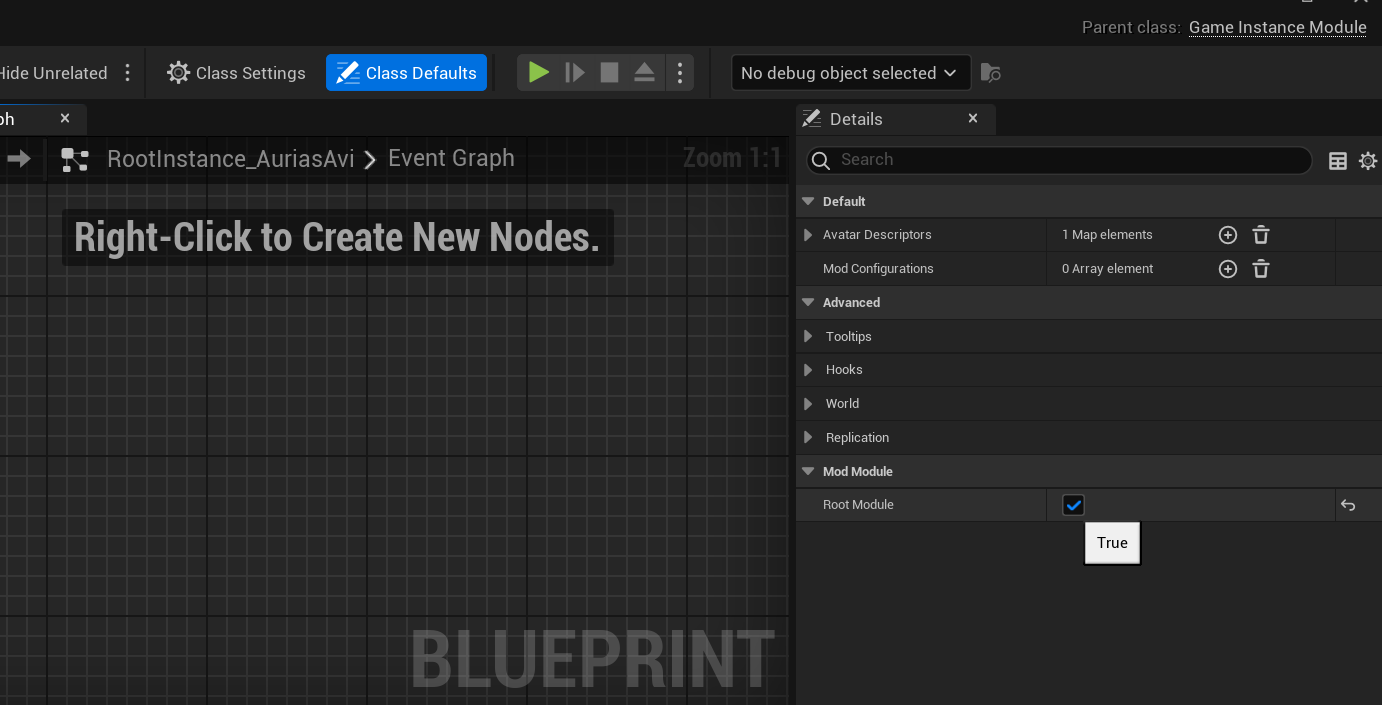 Parent class: Game Instance Module
Hide Unrelated Class Settings Class Defaults No debug object selected
ph Details
RootInstance_AuriasAvi Event Graph Zoom 1:1
Search
Right-Click to Create New Nodes.
Default
Avatar Descriptors 1 Map elements
Mod Configurations 0 Array element
Advanced
Tooltips
Hooks
World
Replication
Mod Module
Root Module
True
BLUEPRINT